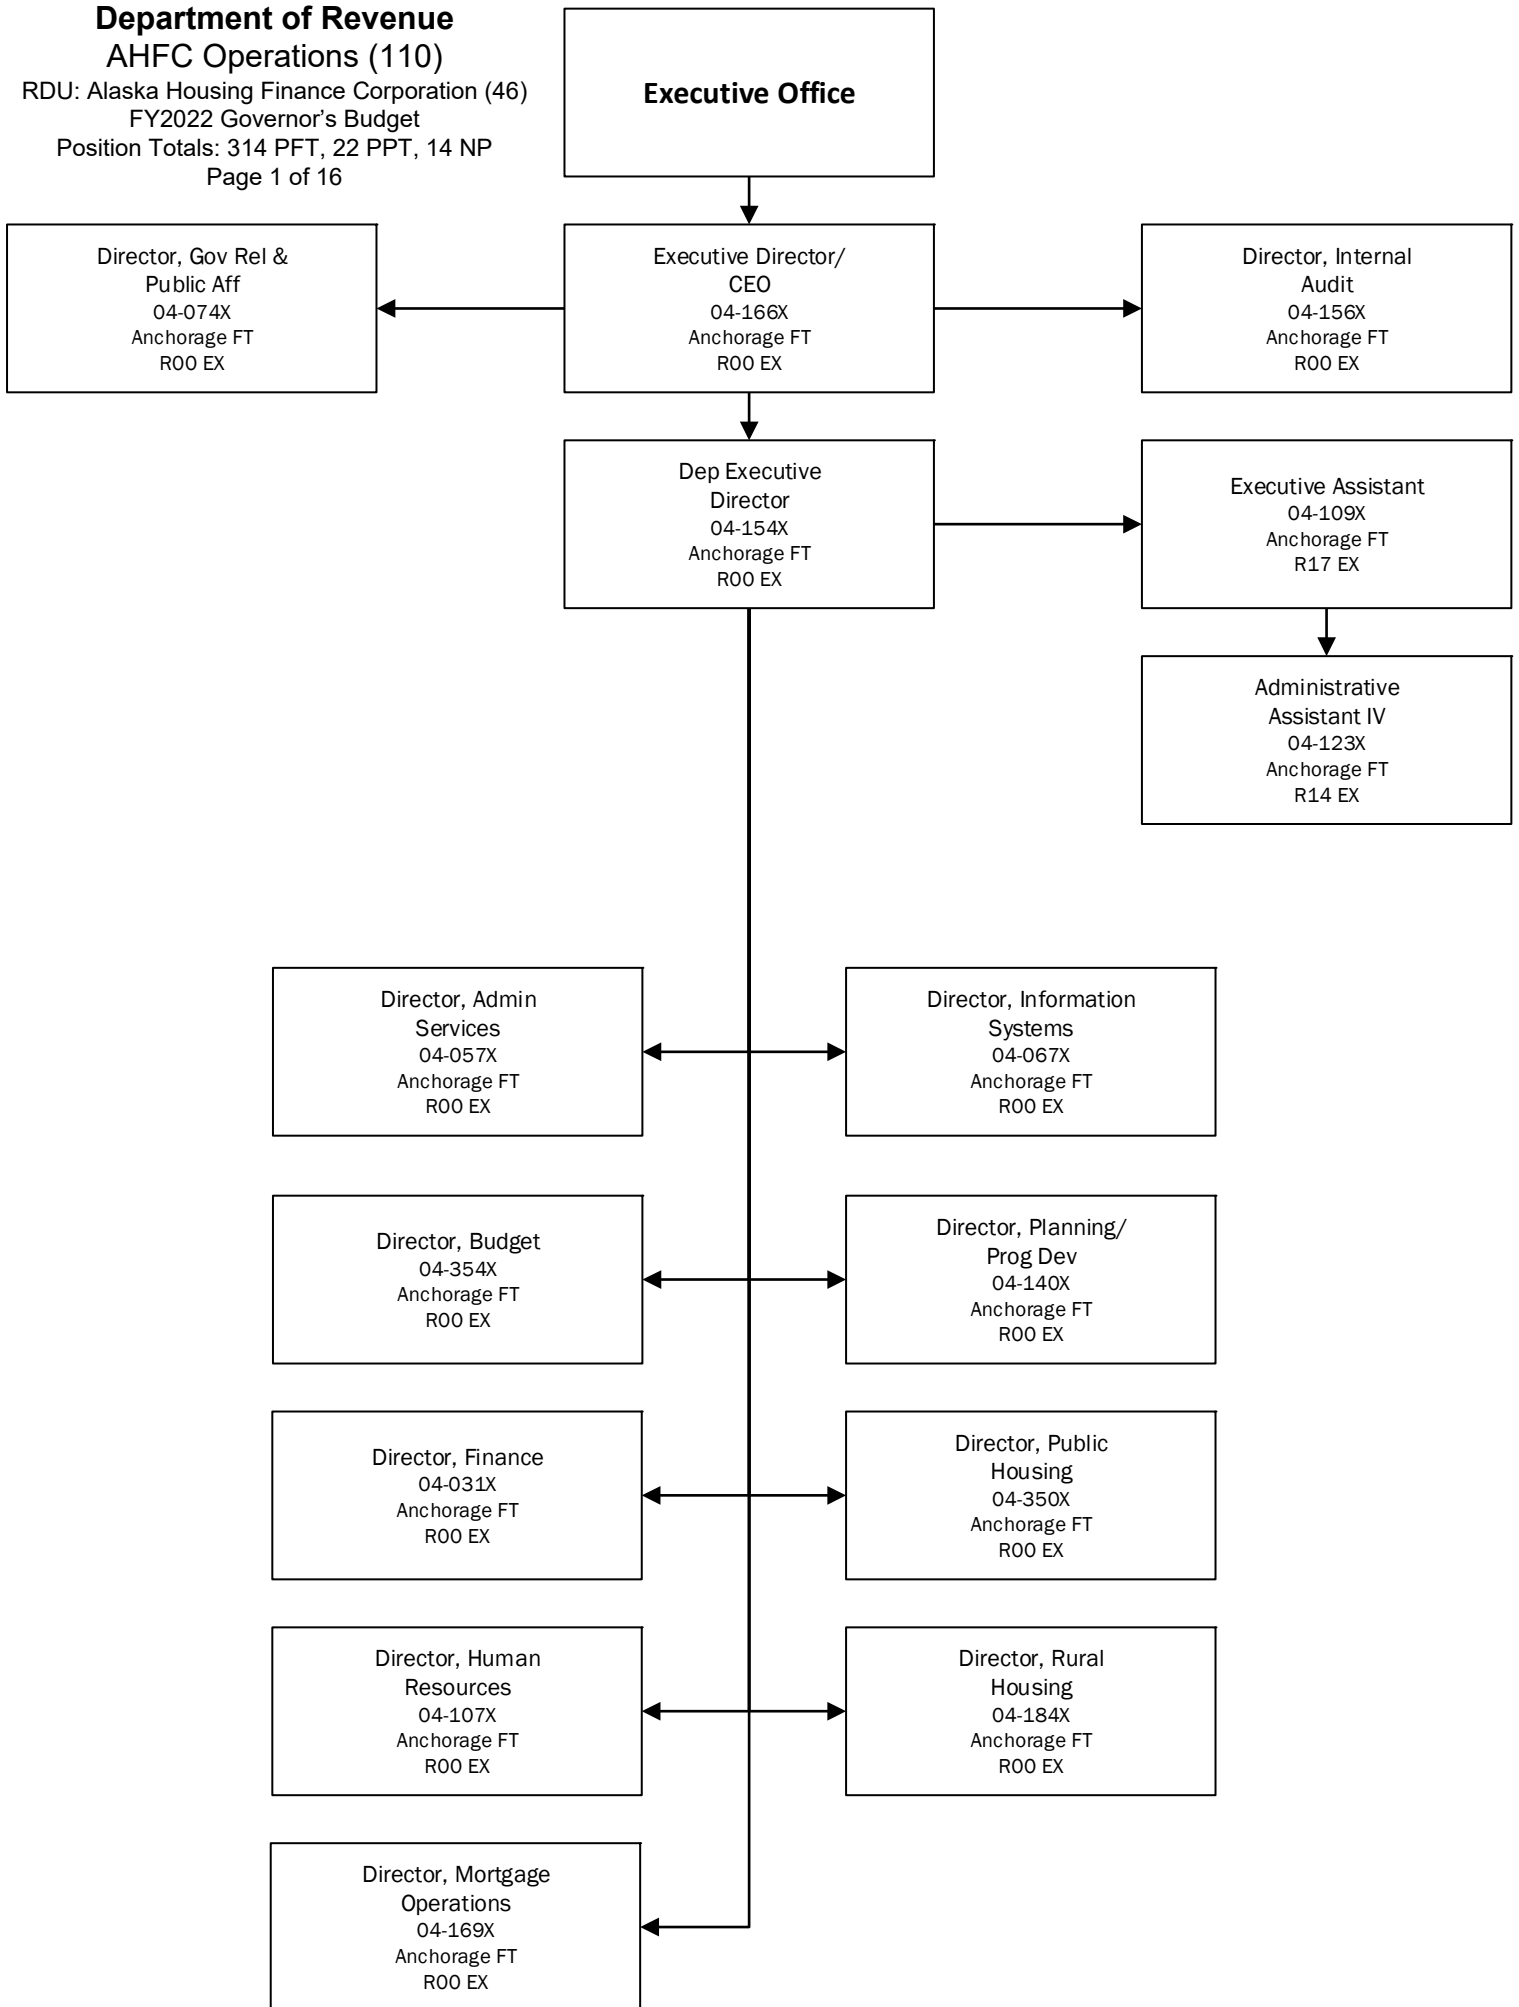 Department of Revenue
AHFC Operations (110)
RDU: Alaska Housing Finance Corporation (46)
FY2022 Governor's Budget
Position Totals: 314 PFT, 22 PPT, 14 NP
Page 1 of 16
Executive Office
Director, Gov Rel &
Public Aff
04-074X
Anchorage FT
R00 EX
Executive Director/
CEO
04-166X
Anchorage FT
R00 EX
Director, Internal
Audit
04-156X
Anchorage FT
R00 EX
Dep Executive
Director
04-154X
Anchorage FT
R00 EX
Executive Assistant
04-109X
Anchorage FT
R17 EX
Administrative
Assistant IV
04-123X
Anchorage FT
R14 EX
Director, Admin
Services
04-057X
Anchorage FT
R00 EX
Director, Information
Systems
04-067X
Anchorage FT
R00 EX
Director, Budget
04-354X
Anchorage FT
R00 EX
Director, Planning/
Prog Dev
04-140X
Anchorage FT
R00 EX
Director, Finance
04-031X
Anchorage FT
R00 EX
Director, Public
Housing
04-350X
Anchorage FT
R00 EX
Director, Human
Resources
04-107X
Anchorage FT
R00 EX
Director, Rural
Housing
04-184X
Anchorage FT
R00 EX
Director, Mortgage
Operations
04-169X
Anchorage FT
R00 EX